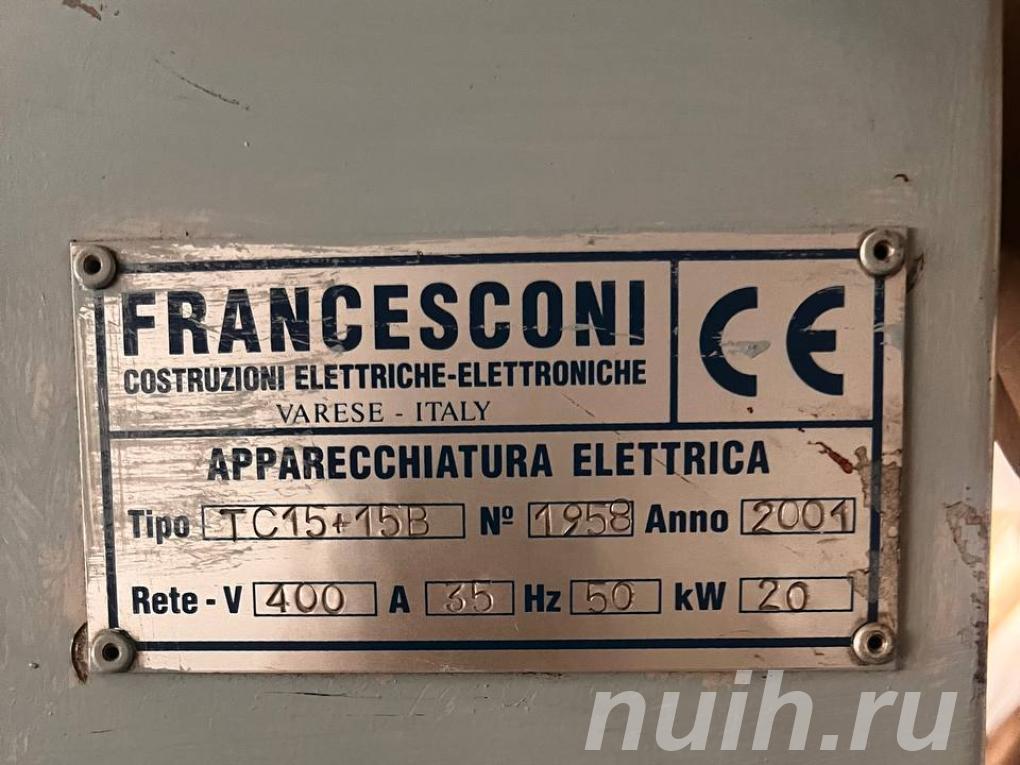 FRANCESCONI
COSTRUZIONI ELETTRICHE-ELETTRONICHE
VARESE - ITALY
CE
APPARECCHIATURA ELETTRICA
Tipo TC15+15B Nº 1958 Anno 2001
Rete - V 400 A 35 Hz 50 kW 20
nuih.ru